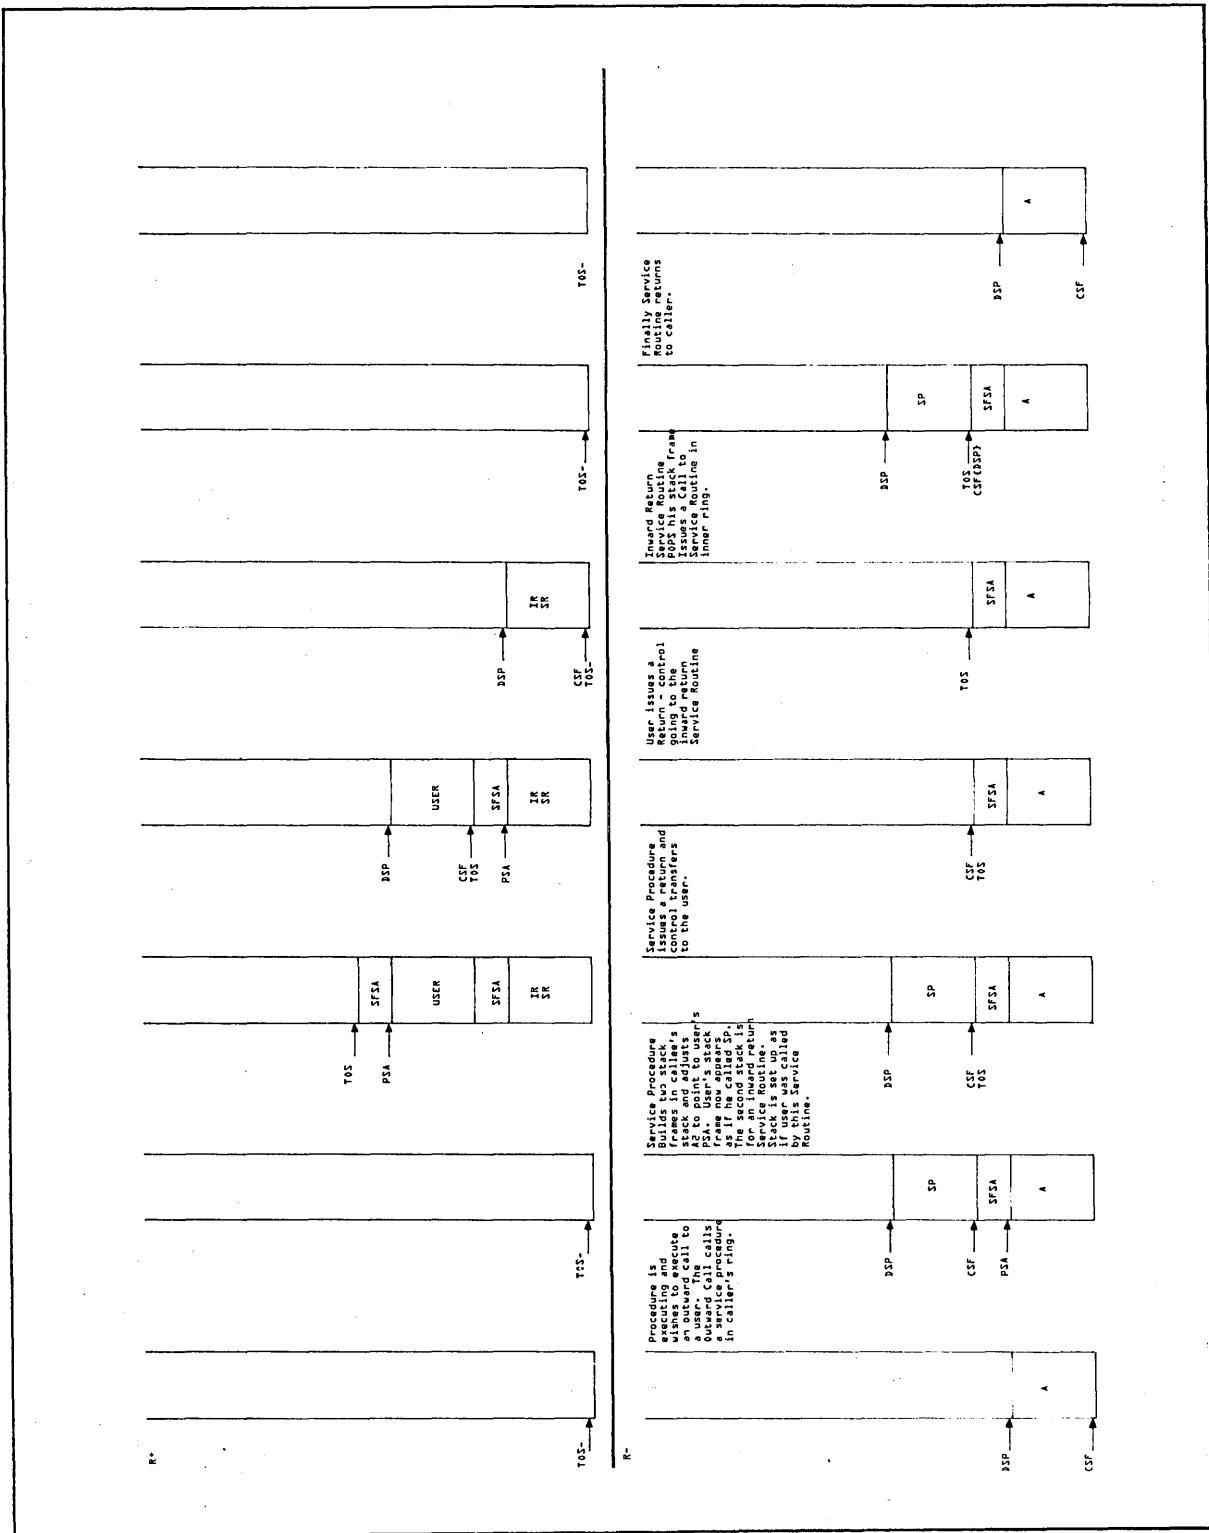 R+
TOS-
TOS-
TOS
PSA
SFSA
USER
SFSA
IR
SR
DSP
CSF
TOS
PSA
USER
SFSA
IR
SR
DSP
CSF
TOS-
IR
SR
TOS-
TOS-
R-
DSP
CSF
A
Procedure is
executing and
wishes to execute
an outward call to
a user. The
Outward Call calls
a service procedure
in caller's ring.
DSP
CSF
PSA
SP
SFSA
A
Service Procedure
Builds two stack
frames in callee's
stack and adjusts
A2 to point to user's
PSA. User's stack
frame now appears
as if he called SP.
The second stack is
for an inward return
Service Routine.
Stack is set up as
if user was called
by this Service
Routine.
DSP
CSF
TOS
SP
SFSA
A
Service Procedure
issues a return and
control transfers
to the user.
CSF
TOS
SFSA
A
User issues a
Return - control
going to the
inward return
Service Routine
TOS
SFSA
A
Inward Return
Service Routine
POPS his stack frame
Issues a Call to
Service Routine in
inner ring.
DSP
TOS
CSF{DSP}
SP
SFSA
A
Finally Service
Routine returns
to caller.
DSP
CSF
A